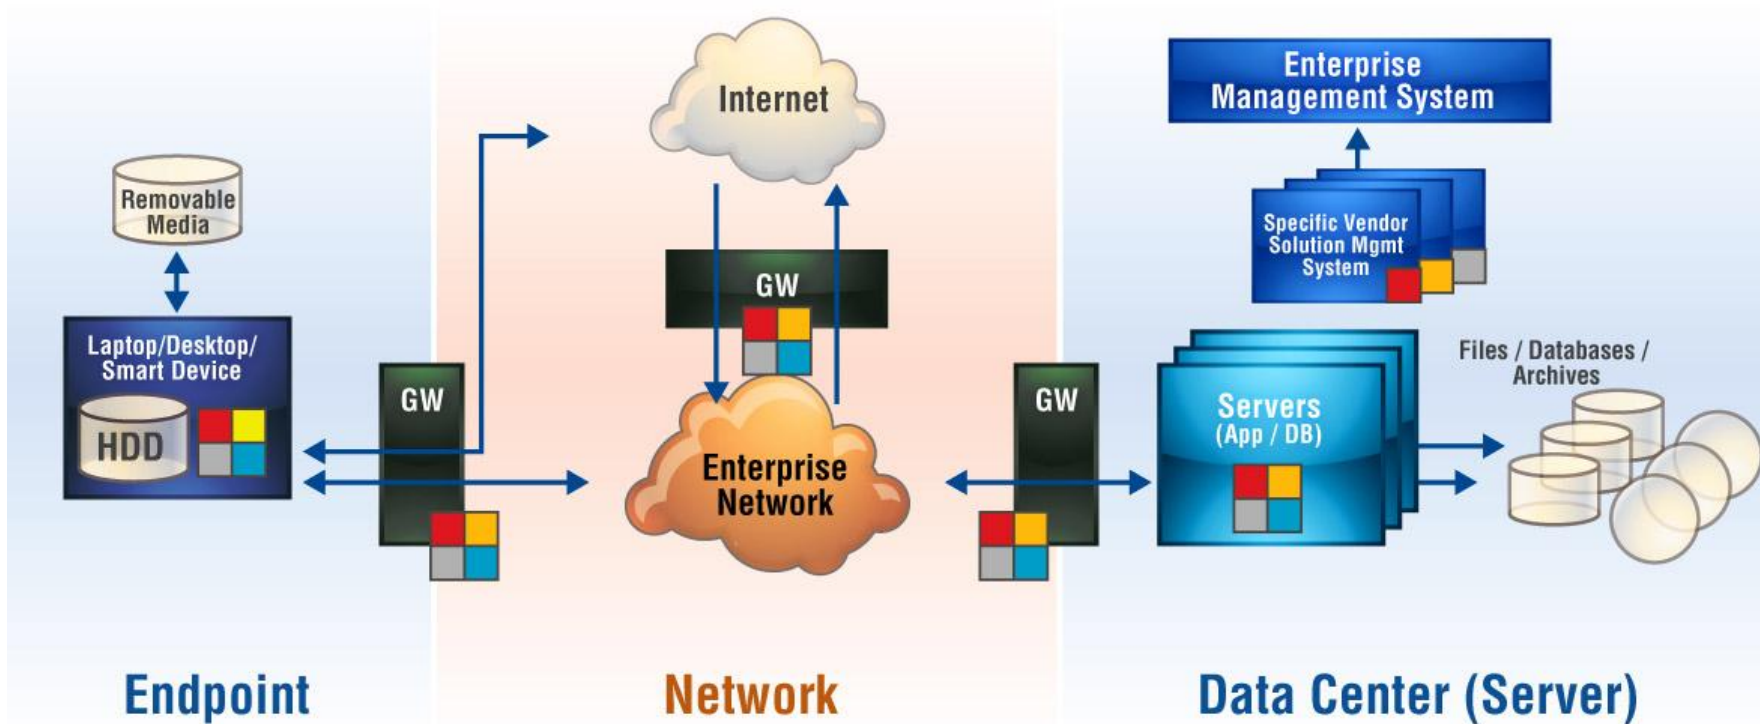 Removable
Media
Laptop/Desktop/
Smart Device
HDD
GW
Endpoint
Internet
GW
Enterprise
Network
Network
GW
Enterprise
Management System
Specific Vendor
Solution Mgmt
System
Servers
(App / DB)
Files / Databases /
Archives
Data Center (Server)